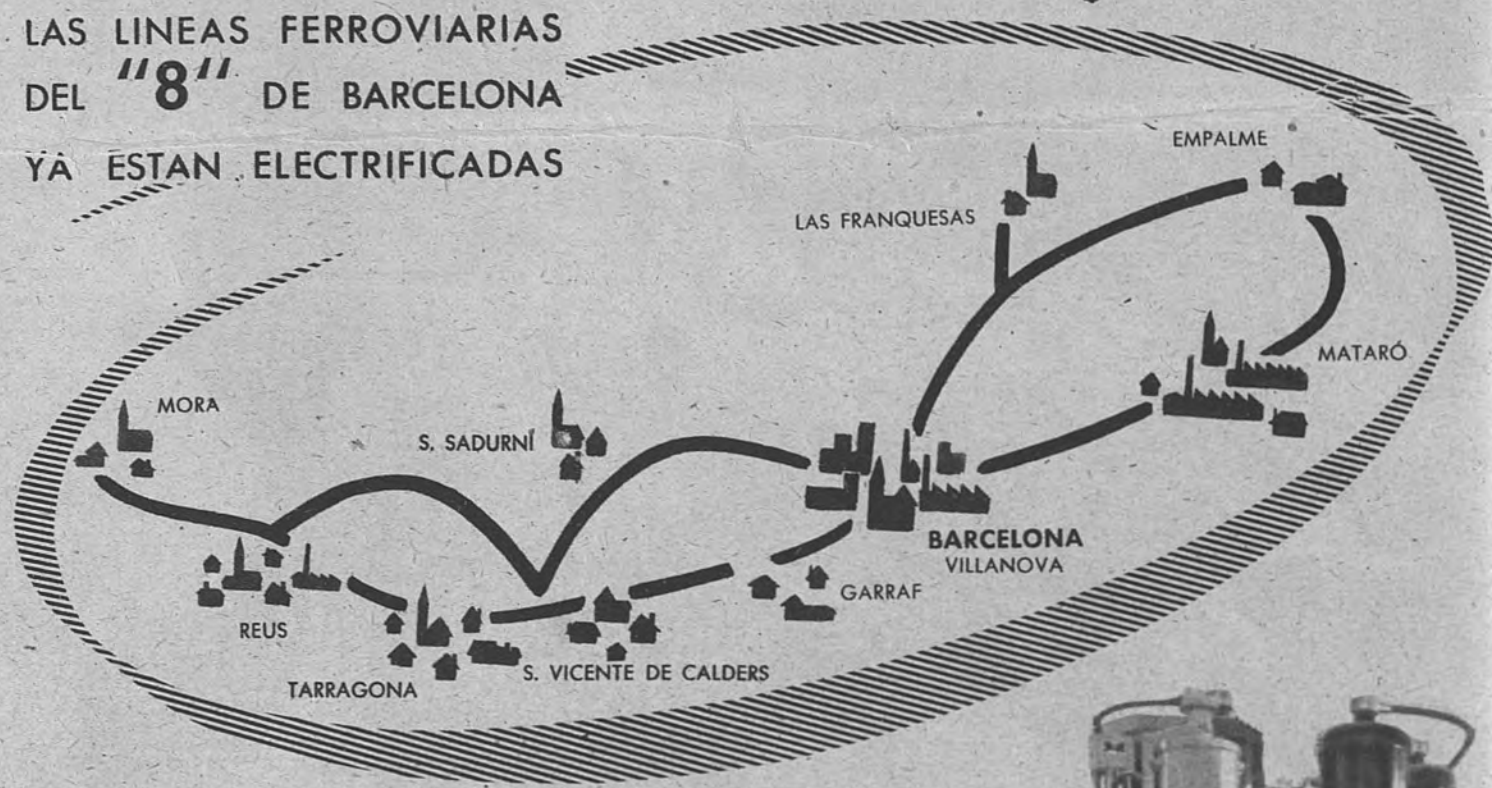 LAS LINEAS FERROVIARIAS
DEL "8" DE BARCELONA
YA ESTAN ELECTRIFICADAS
EMPALME
LAS FRANQUESAS
MATARÓ
MORA
S. SADURNÍ
BARCELONA
VILLANOVA
GARRAF
REUS
S. VICENTE DE CALDERS
TARRAGONA